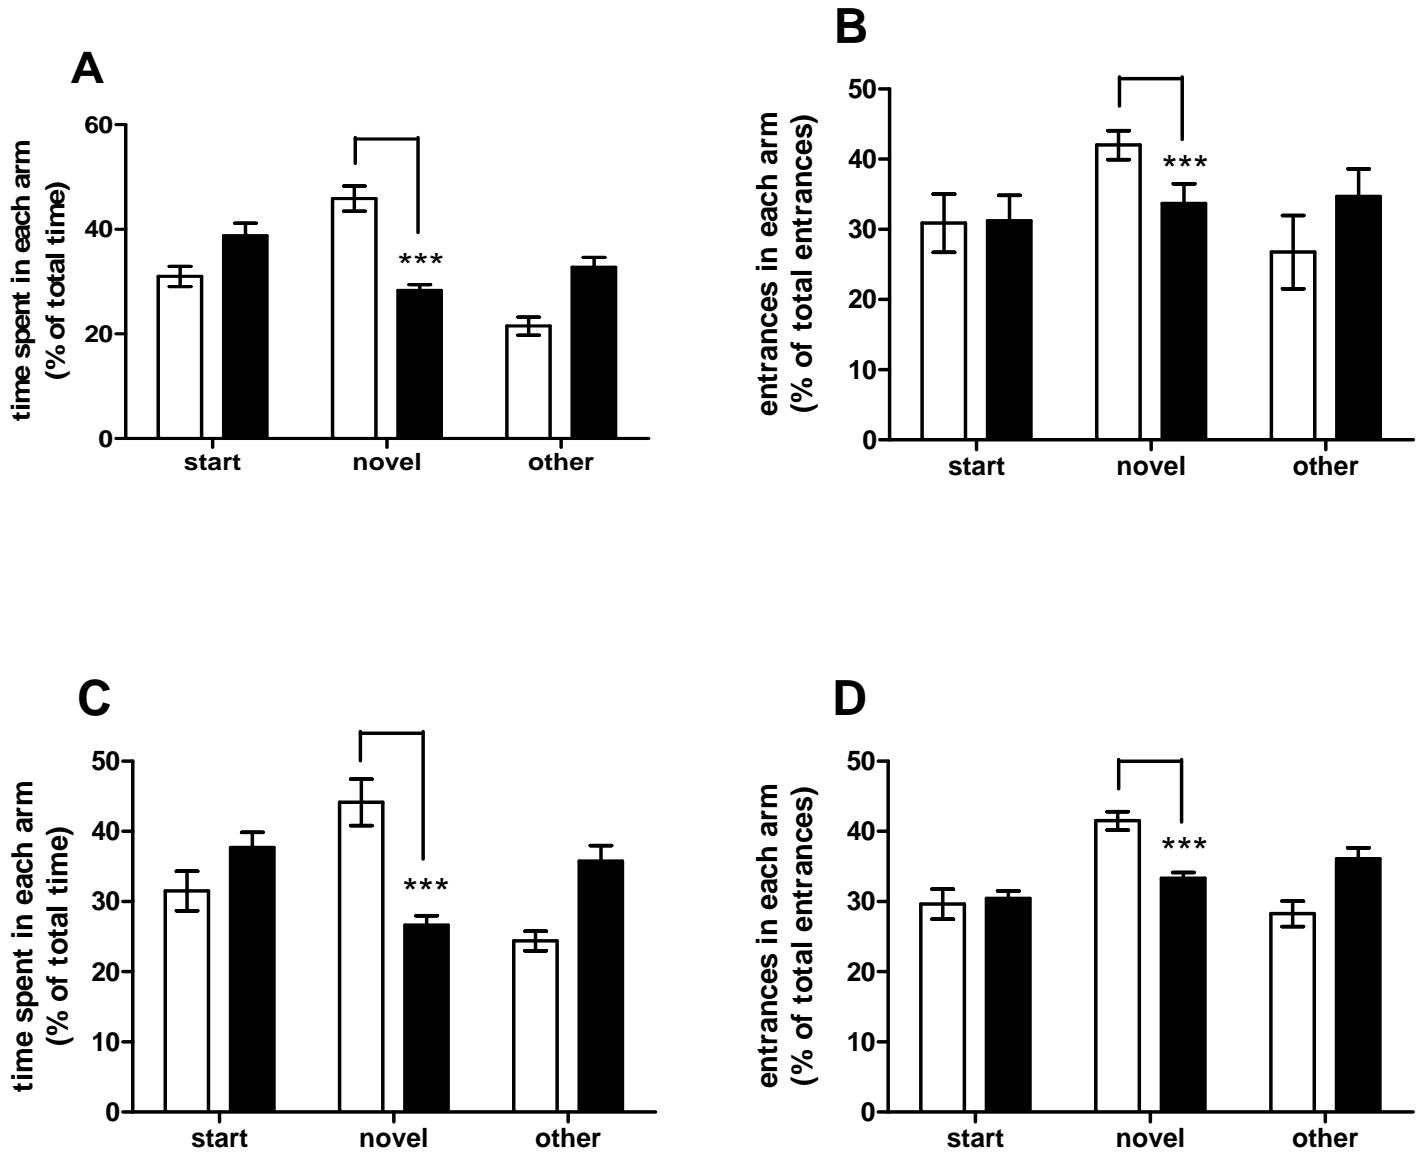 A
time spent in each arm
(% of total time)
60
40
20
0
***
start novel other
B
entrances in each arm
(% of total entrances)
50
40
30
20
10
0
***
start novel other
C
time spent in each arm
(% of total time)
50
40
30
20
10
0
***
start novel other
D
entrances in each arm
(% of total entrances)
50
40
30
20
10
0
***
start novel other